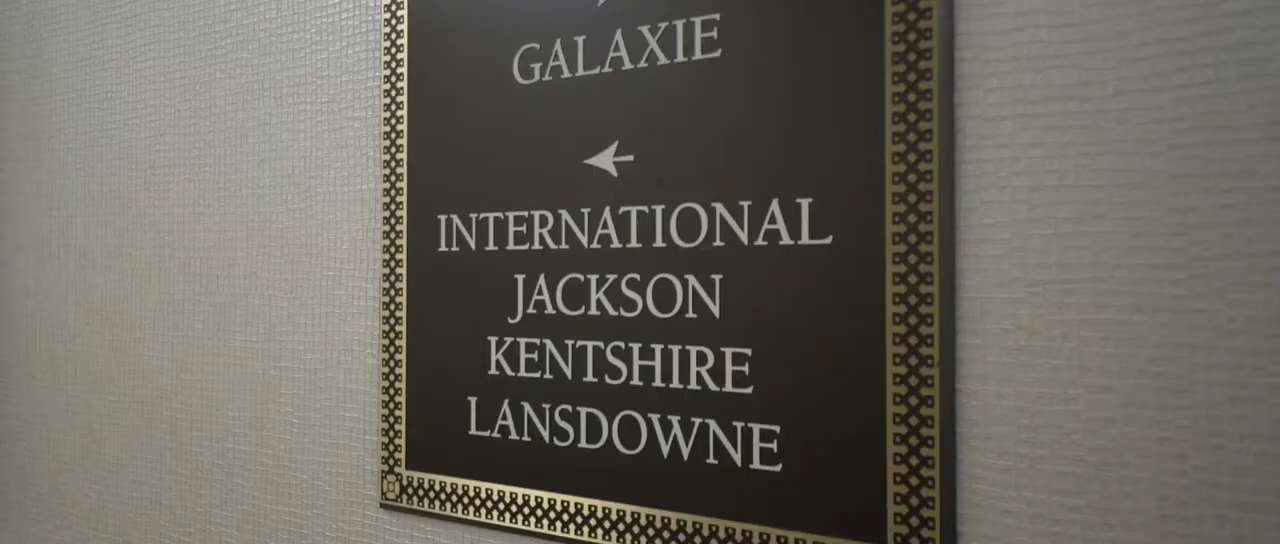 GALAXIE
INTERNATIONAL
JACKSON
KENTSHIRE
LANSDOWNE